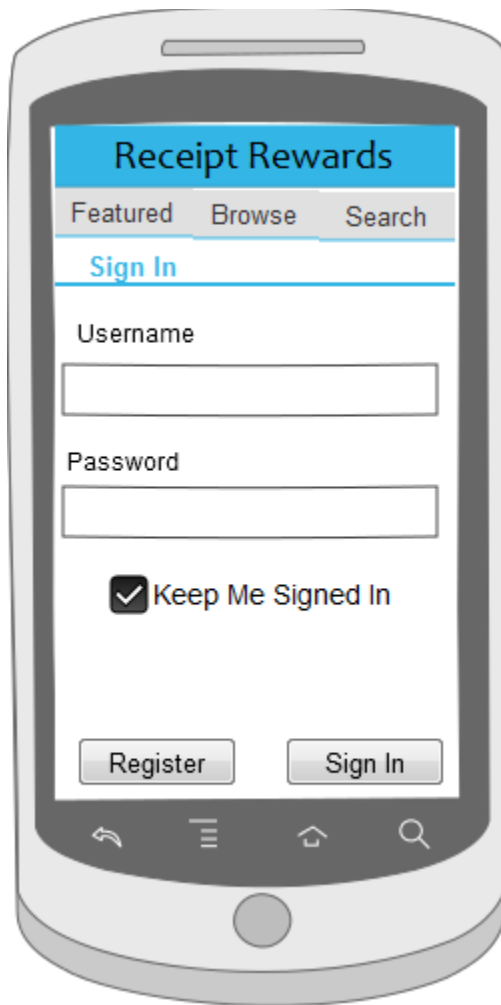 Receipt Rewards
Featured Browse Search
Sign In
Username
Password
Keep Me Signed In
Register Sign In